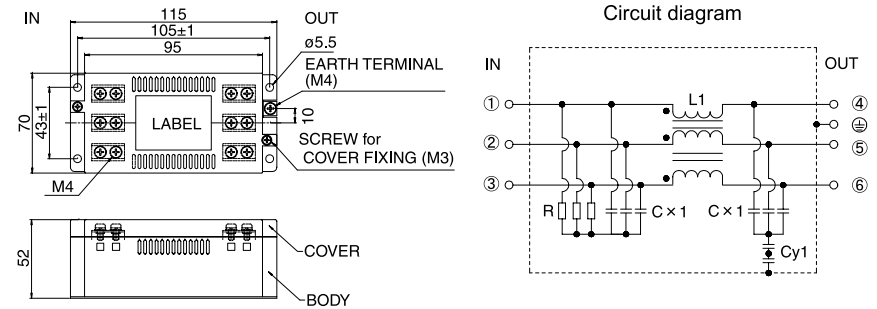 IN
115
105±1
95
OUT
ø5.5
EARTH TERMINAL
(M4)
70
43±1
LABEL
10
SCREW for
COVER FIXING (M3)
M4
52
COVER
BODY
Circuit diagram
IN
OUT
① L1 ④
② ⑤
③ ⑥
R C×1 C×1
Cy1